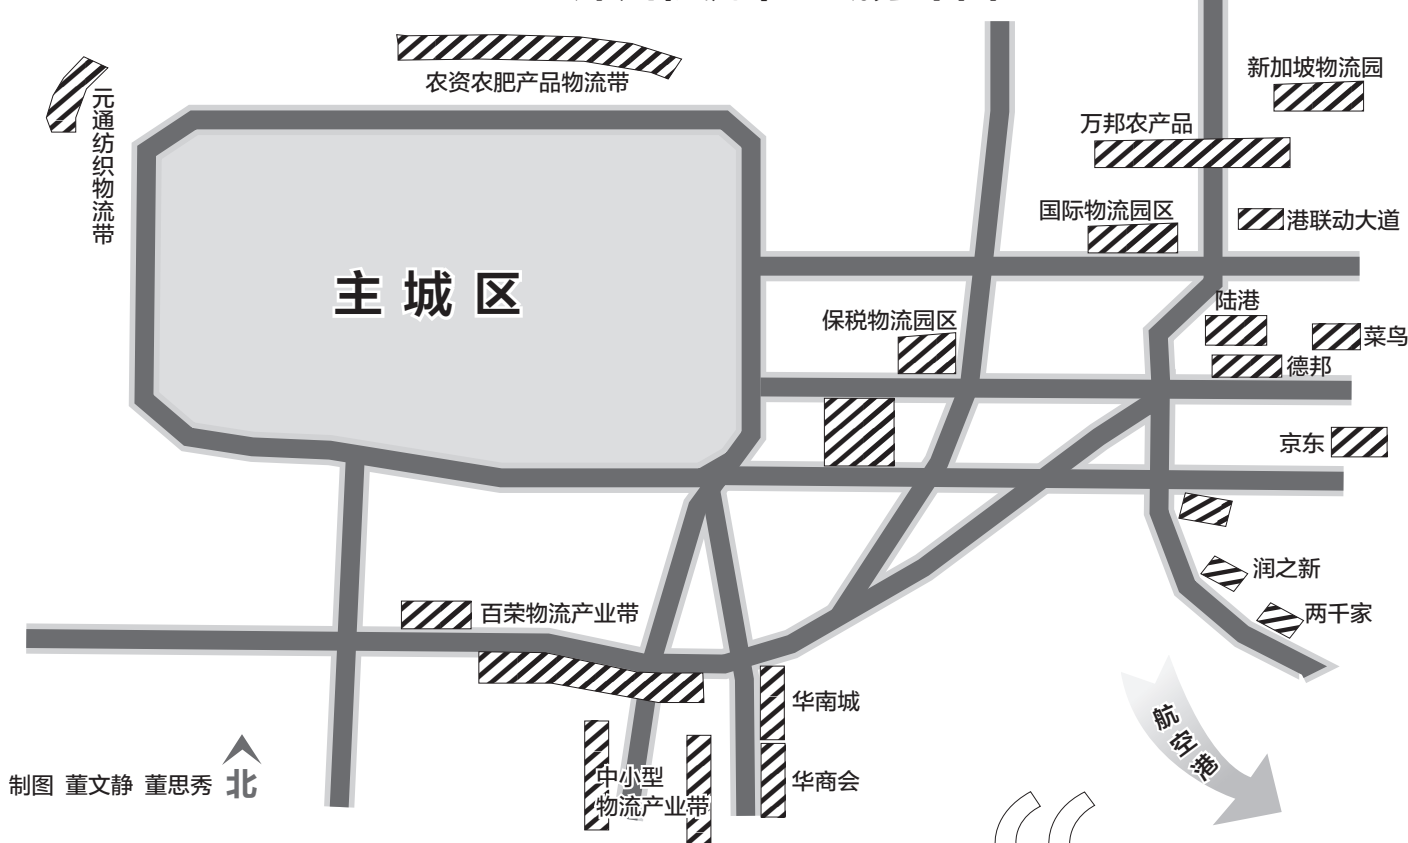 农资农肥产品物流带
元通纺织物流带
新加坡物流园
万邦农产品
国际物流园区
港联动大道
主城区
陆港
保税物流园区
菜鸟
德邦
京东
润之新
百荣物流产业带
两千家
华南城
航空港
中小型
物流产业带
华商会
制图 董文静 董思秀
北